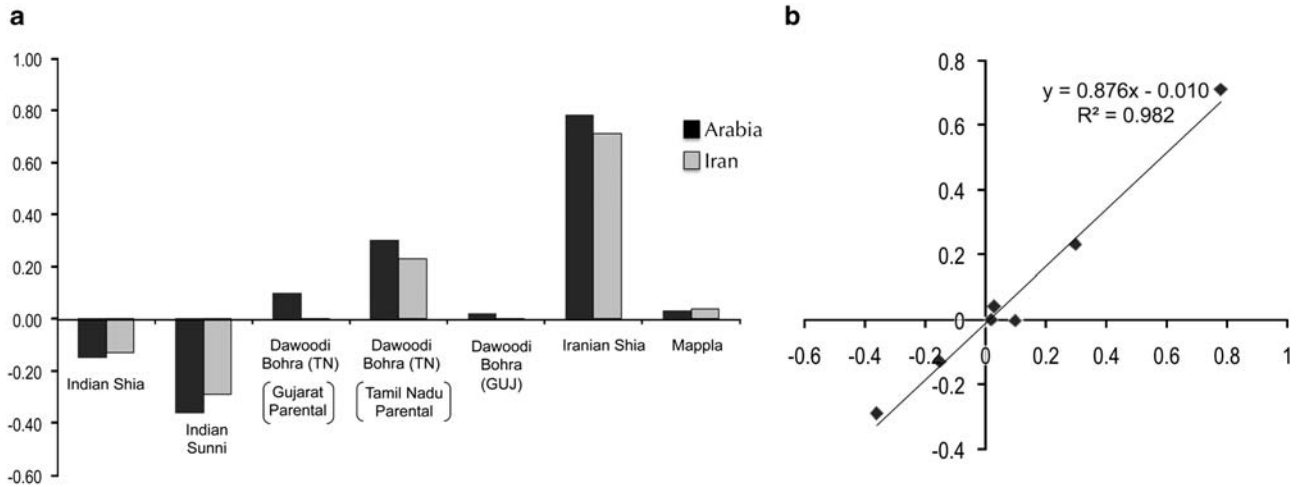 a
1.00
0.80
0.60
0.40
0.20
0.00
-0.20
-0.40
-0.60
Arabia
Iran
Indian Shia
Indian
Sunni
Dawoodi
Bohra (TN)
Gujarat
Parental
Dawoodi
Bohra (TN)
Tamil Nadu
Parental
Dawoodi
Bohra
(GUJ)
Iranian Shia
Mappla
b
0.8
0.6
0.4
0.2
0
-0.2
-0.4
-0.6
-0.4
-0.2
0
0.2
0.4
0.6
0.8
1
y = 0.876x - 0.010
R² = 0.982